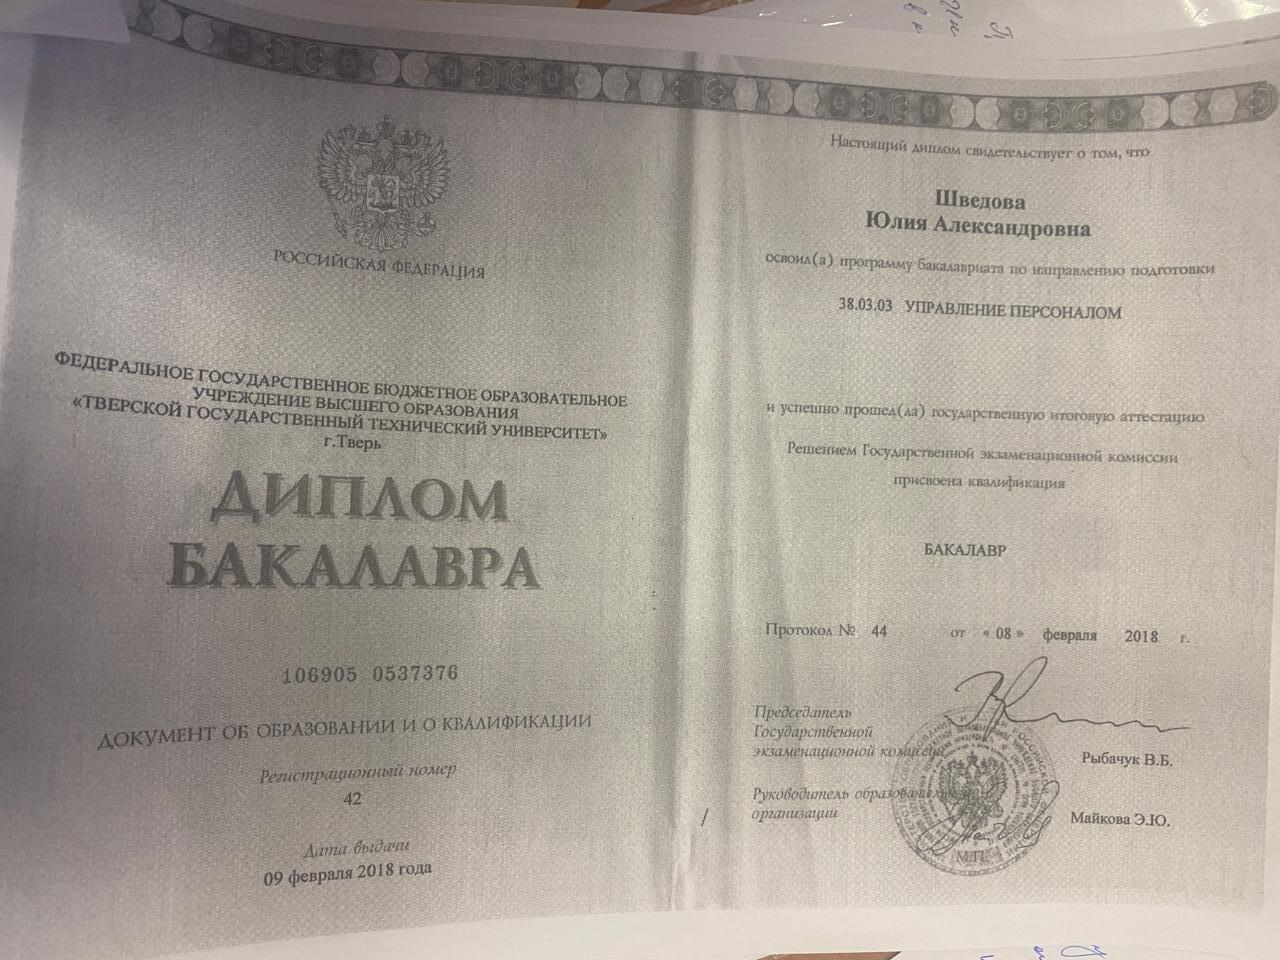 РОССИЙСКАЯ ФЕДЕРАЦИЯ
ФЕДЕРАЛЬНОЕ ГОСУДАРСТВЕННОЕ БЮДЖЕТНОЕ ОБРАЗОВАТЕЛЬНОЕ
УЧРЕЖДЕНИЕ ВЫСШЕГО ОБРАЗОВАНИЯ
«ТВЕРСКОЙ ГОСУДАРСТВЕННЫЙ ТЕХНИЧЕСКИЙ УНИВЕРСИТЕТ»
г.Тверь
ДИПЛОМ
БАКАЛАВРА
106905 0537376
ДОКУМЕНТ ОБ ОБРАЗОВАНИИ И О КВАЛИФИКАЦИИ
Регистрационный номер
42
Дата выдачи
09 февраля 2018 года
Настоящий диплом свидетельствует о том, что
Шведова
Юлия Александровна
освоил(а) программу бакалавриата по направлению подготовки
38.03.03 УПРАВЛЕНИЕ ПЕРСОНАЛОМ
и успешно прошел(ла) государственную итоговую аттестацию
Решением Государственной экзаменационной комиссии
присвоена квалификация
БАКАЛАВР
Протокол № 44 от « 08 » февраля 2018 г.
Председатель
Государственной
экзаменационной комиссии
Рыбачук В.Б.
Руководитель образовательной
организации
Майкова Э.Ю.
М.П.